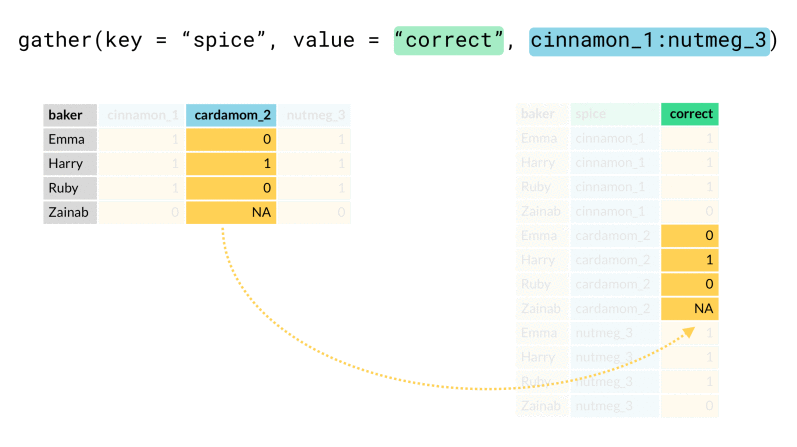 gather(key = “spice”, value = “correct”, cinnamon_1:nutmeg_3)
baker cinnamon_1 cardamom_2 nutmeg_3
Emma 1 0 1
Harry 1 1 1
Ruby 1 0 1
Zainab 0 NA 0
baker spice correct
Emma cinnamon_1 1
Harry cinnamon_1 1
Ruby cinnamon_1 1
Zainab cinnamon_1 0
Emma cardamom_2 0
Harry cardamom_2 1
Ruby cardamom_2 0
Zainab cardamom_2 NA
Emma nutmeg_3 1
Harry nutmeg_3 1
Ruby nutmeg_3 1
Zainab nutmeg_3 0